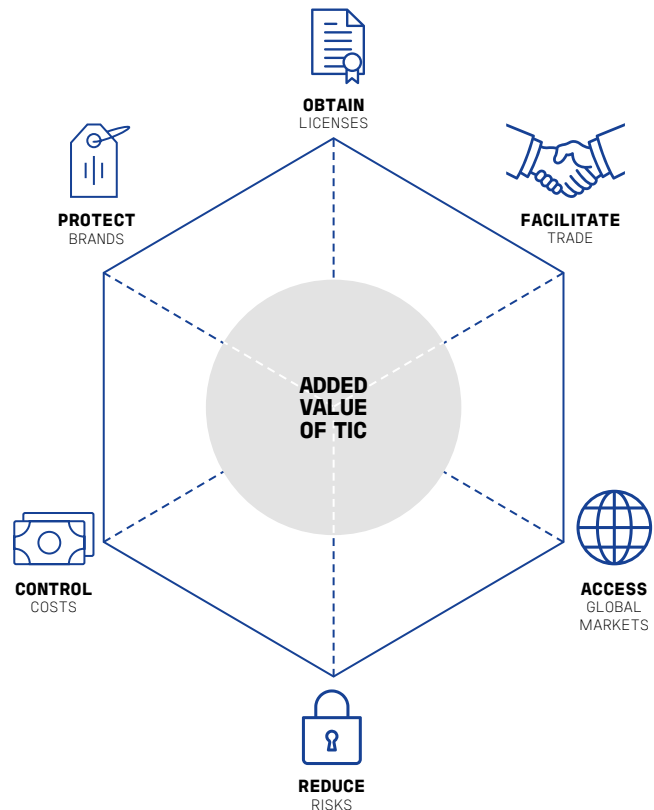 OBTAIN
LICENSES
PROTECT
BRANDS
FACILITATE
TRADE
ADDED
VALUE
OF TIC
CONTROL
COSTS
ACCESS
GLOBAL
MARKETS
REDUCE
RISKS